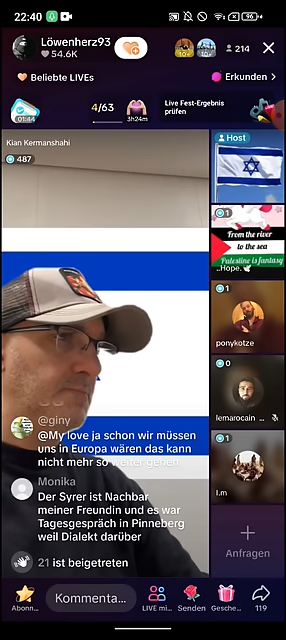 22:40
96
Löwenherz93
54.6K
10+
10+
214
Beliebte LIVEs
Erkunden
01:44
4/63
3h24m
Live Fest-Ergebnis
prüfen
Kian Kermanshahi
487
Host
1
From the river
to the sea
Palestine is fantasy
..Hope.
1
ponykotze
0
lemarocain ...
1
l.m
@giny
@My love ja schon wir müssen
uns in Europa wären das kann
nicht mehr so weiter gehen
Monika
Der Syrer ist Nachbar
meiner Freundin und es war
Tagesgespräch in Pinneberg
weil Dialekt darüber
21 ist beigetreten
Anfragen
Abonn...
Kommenta...
LIVE mi...
Senden
Gesche...
119